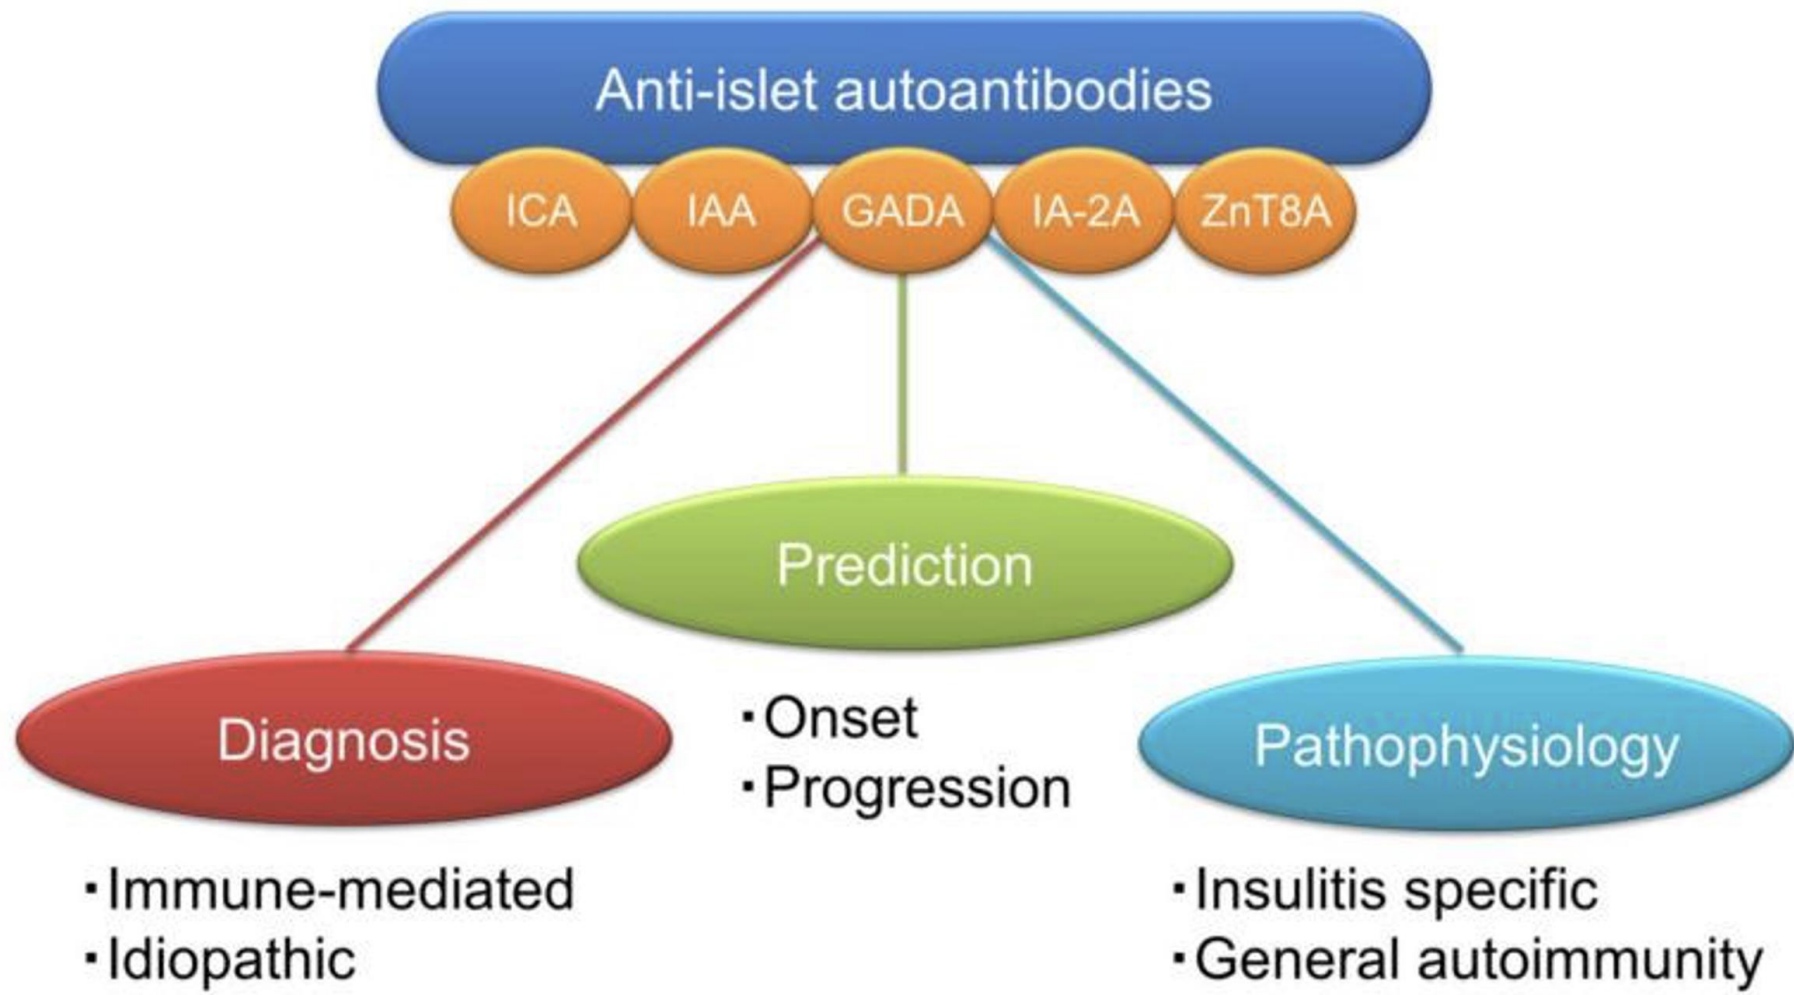 Anti-islet autoantibodies
ICA IAA GADA IA-2A ZnT8A
Prediction
Diagnosis
Pathophysiology
・Onset
・Progression
・Immune-mediated
・Idiopathic
・Insulitis specific
・General autoimmunity